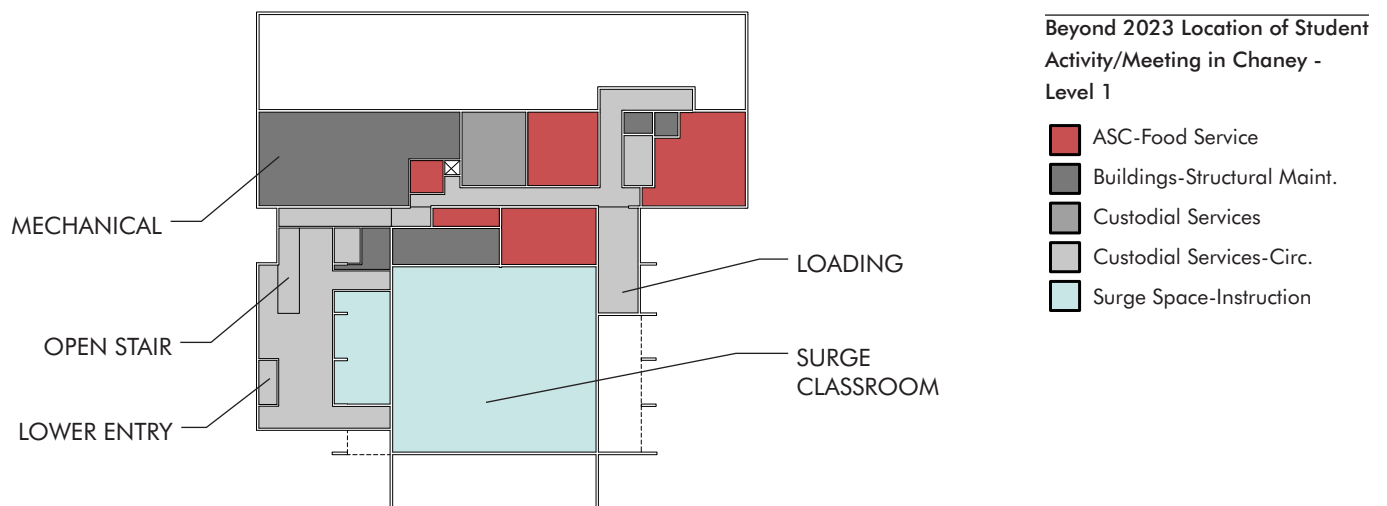 Beyond 2023 Location of Student
Activity/Meeting in Chaney -
Level 1
ASC-Food Service
Buildings-Structural Maint.
Custodial Services
Custodial Services-Circ.
Surge Space-Instruction
MECHANICAL
OPEN STAIR
LOWER ENTRY
LOADING
SURGE
CLASSROOM